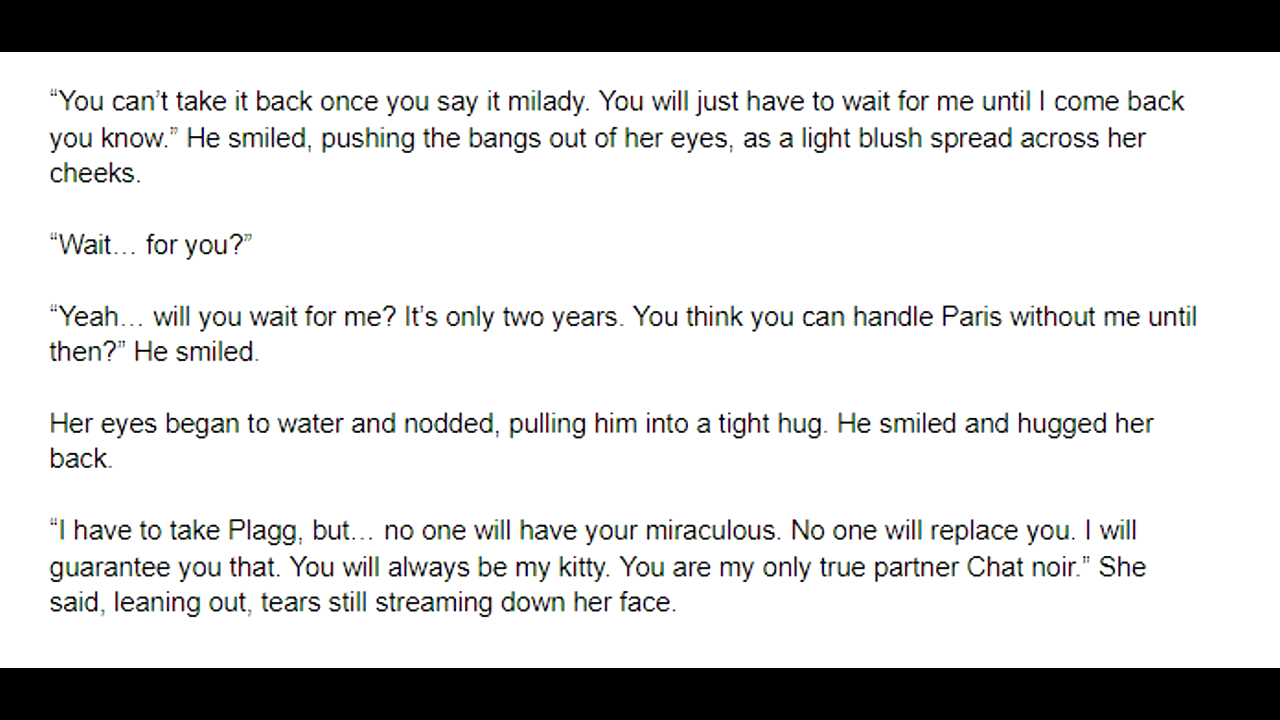 “You can’t take it back once you say it milady. You will just have to wait for me until I come back
you know.” He smiled, pushing the bangs out of her eyes, as a light blush spread across her
cheeks.
“Wait… for you?”
“Yeah… will you wait for me? It’s only two years. You think you can handle Paris without me until
then?” He smiled.
Her eyes began to water and nodded, pulling him into a tight hug. He smiled and hugged her
back.
“I have to take Plagg, but… no one will have your miraculous. No one will replace you. I will
guarantee you that. You will always be my kitty. You are my only true partner Chat noir.” She
said, leaning out, tears still streaming down her face.